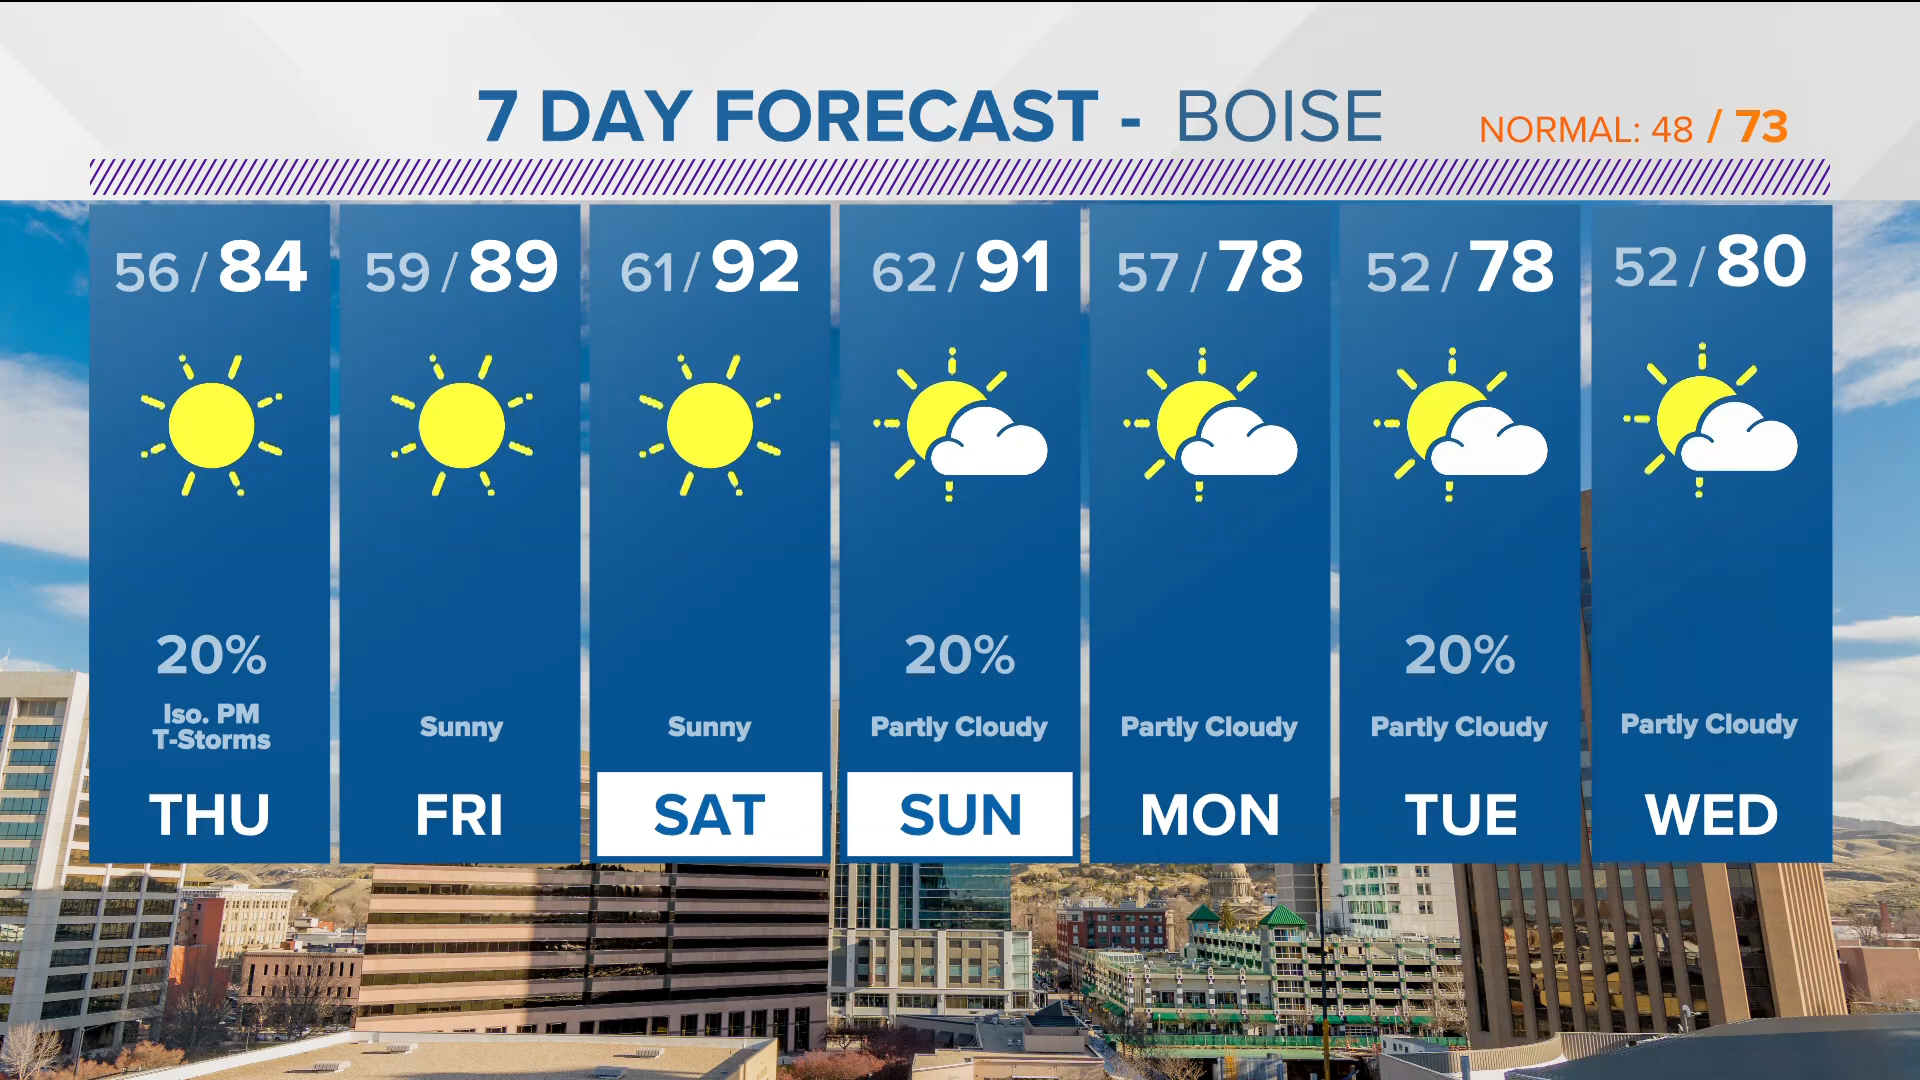 7 DAY FORECAST - BOISE
NORMAL: 48 / 73
56 / 84
20%
Iso. PM
T-Storms
THU
59 / 89
Sunny
FRI
61 / 92
Sunny
SAT
62 / 91
20%
Partly Cloudy
SUN
57 / 78
Partly Cloudy
MON
52 / 78
20%
Partly Cloudy
TUE
52 / 80
Partly Cloudy
WED